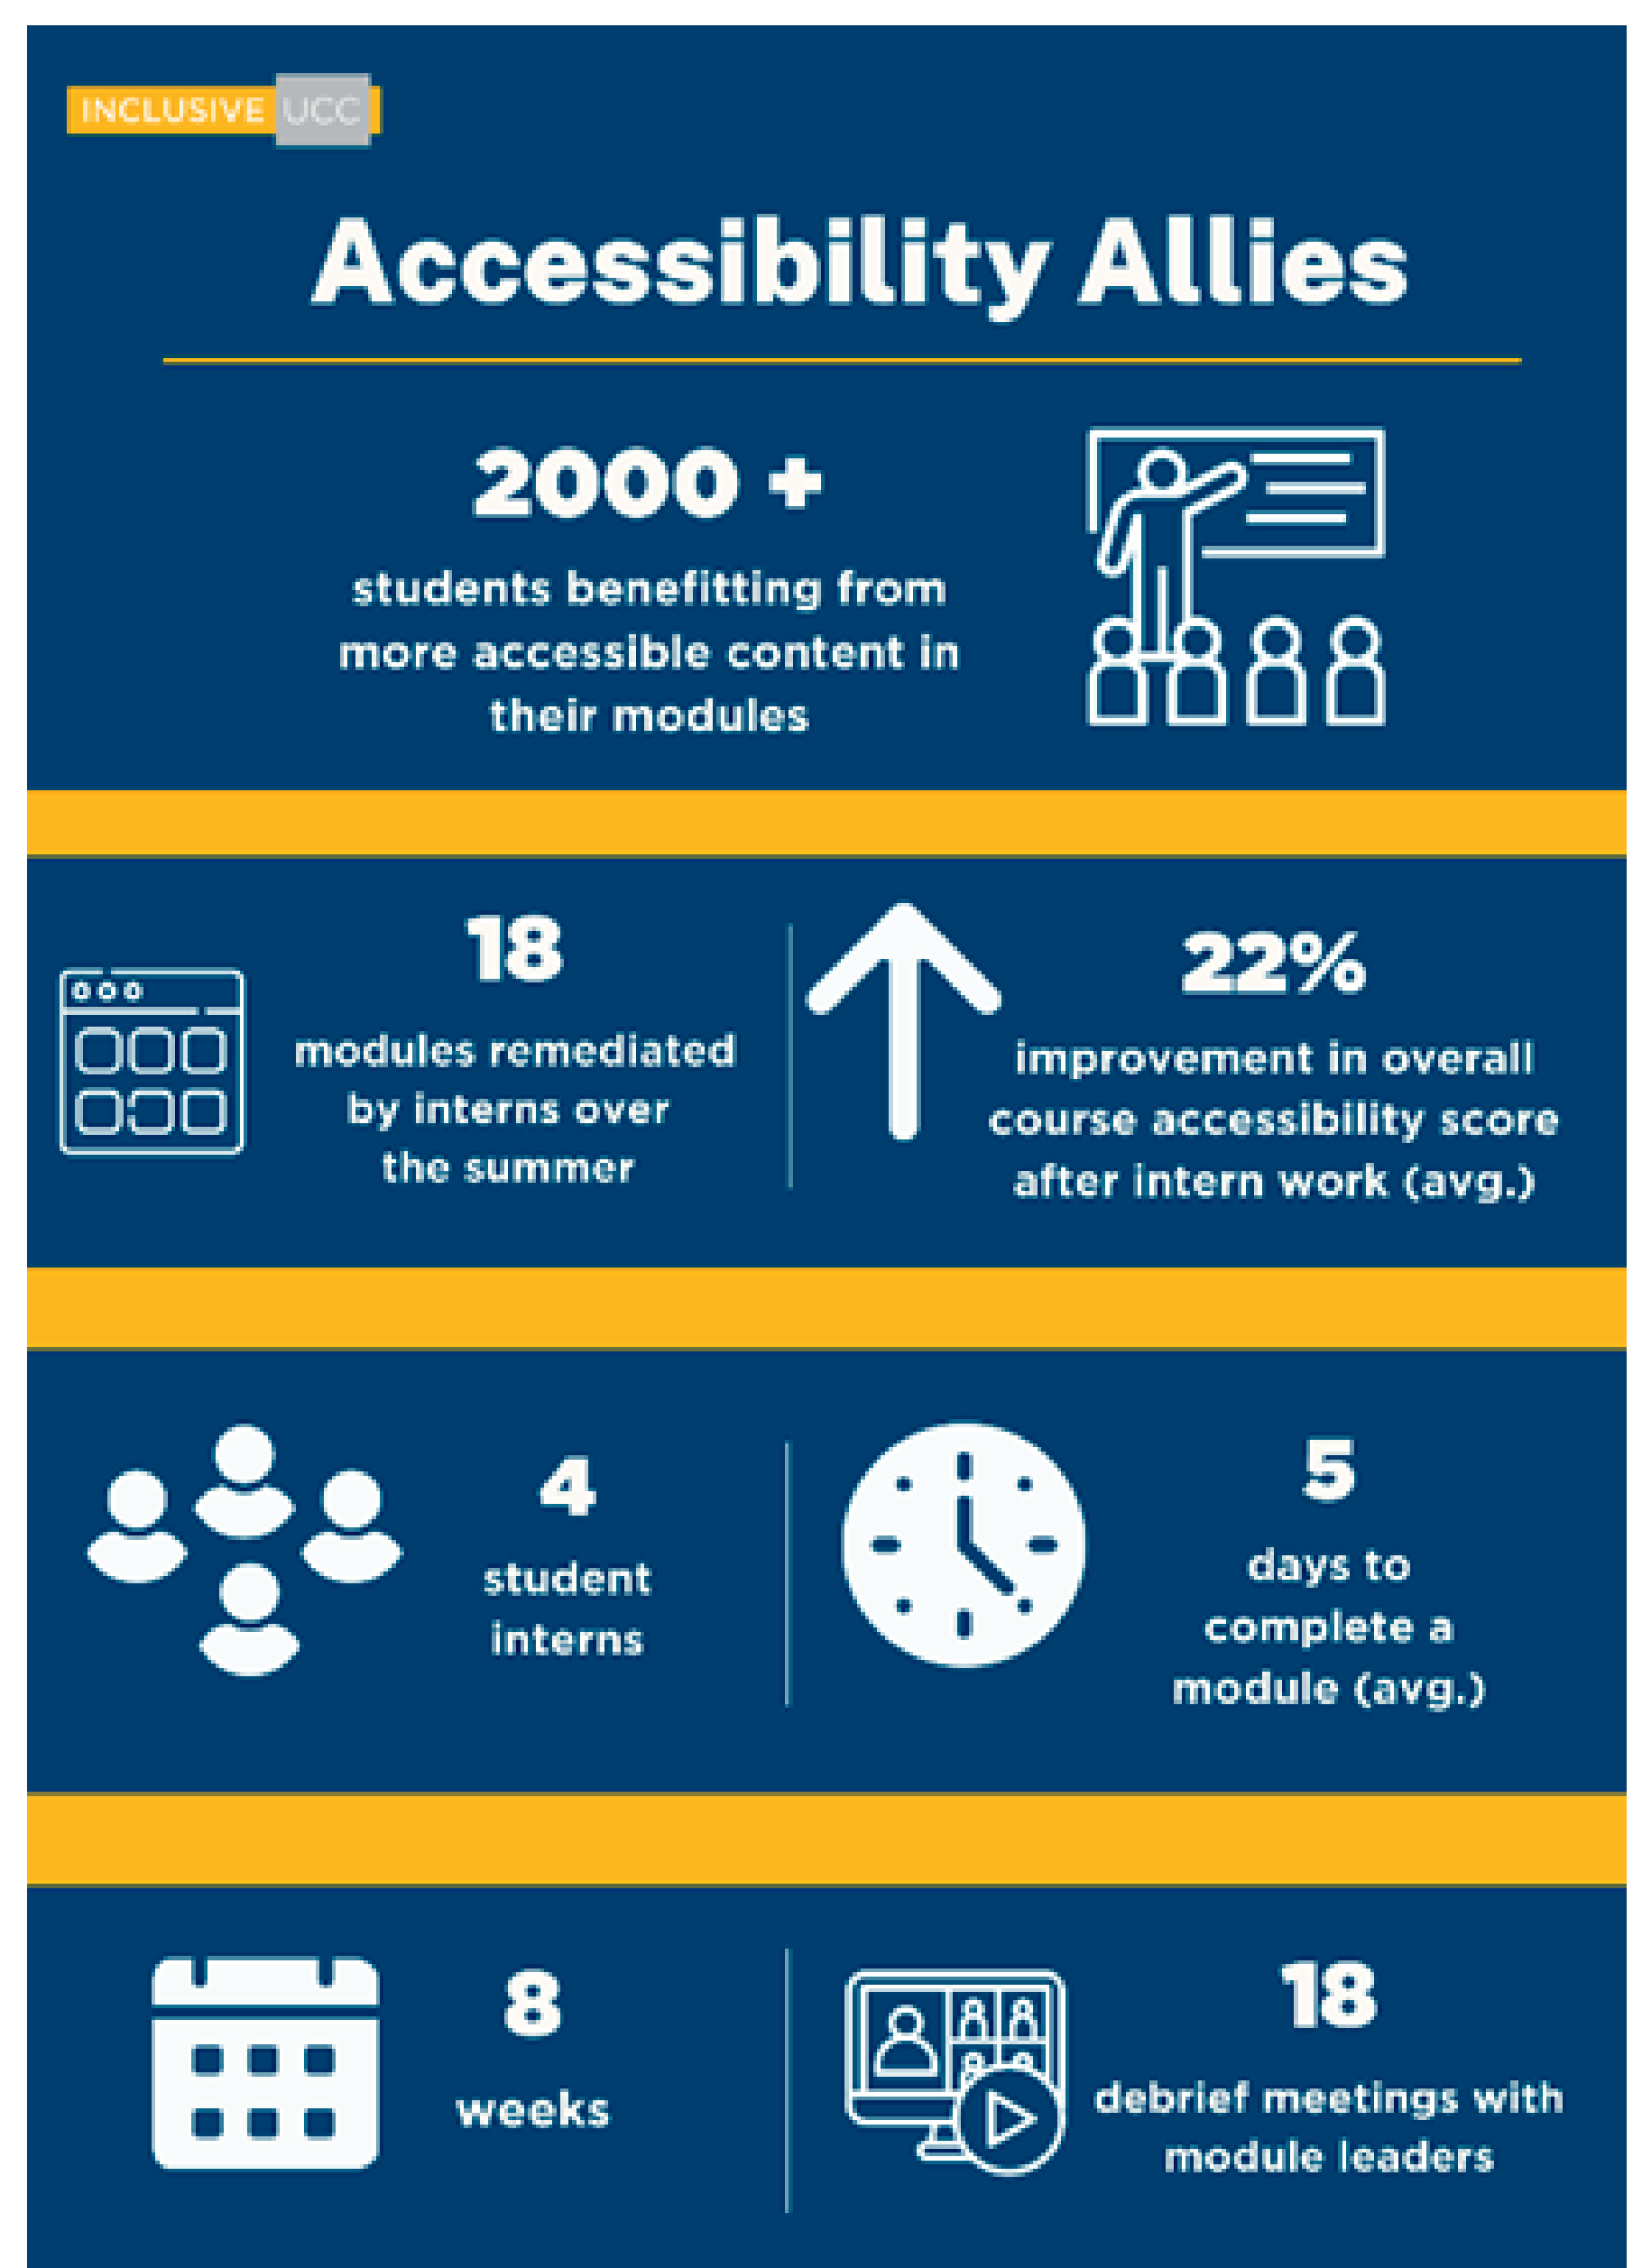 INCLUSIVE UCC
Accessibility Allies
2000 +
students benefitting from
more accessible content in
their modules
18
modules remediated
by interns over
the summer
22%
improvement in overall
course accessibility score
after intern work (avg.)
4
student
interns
5
days to
complete a
module (avg.)
8
weeks
18
debrief meetings with
module leaders